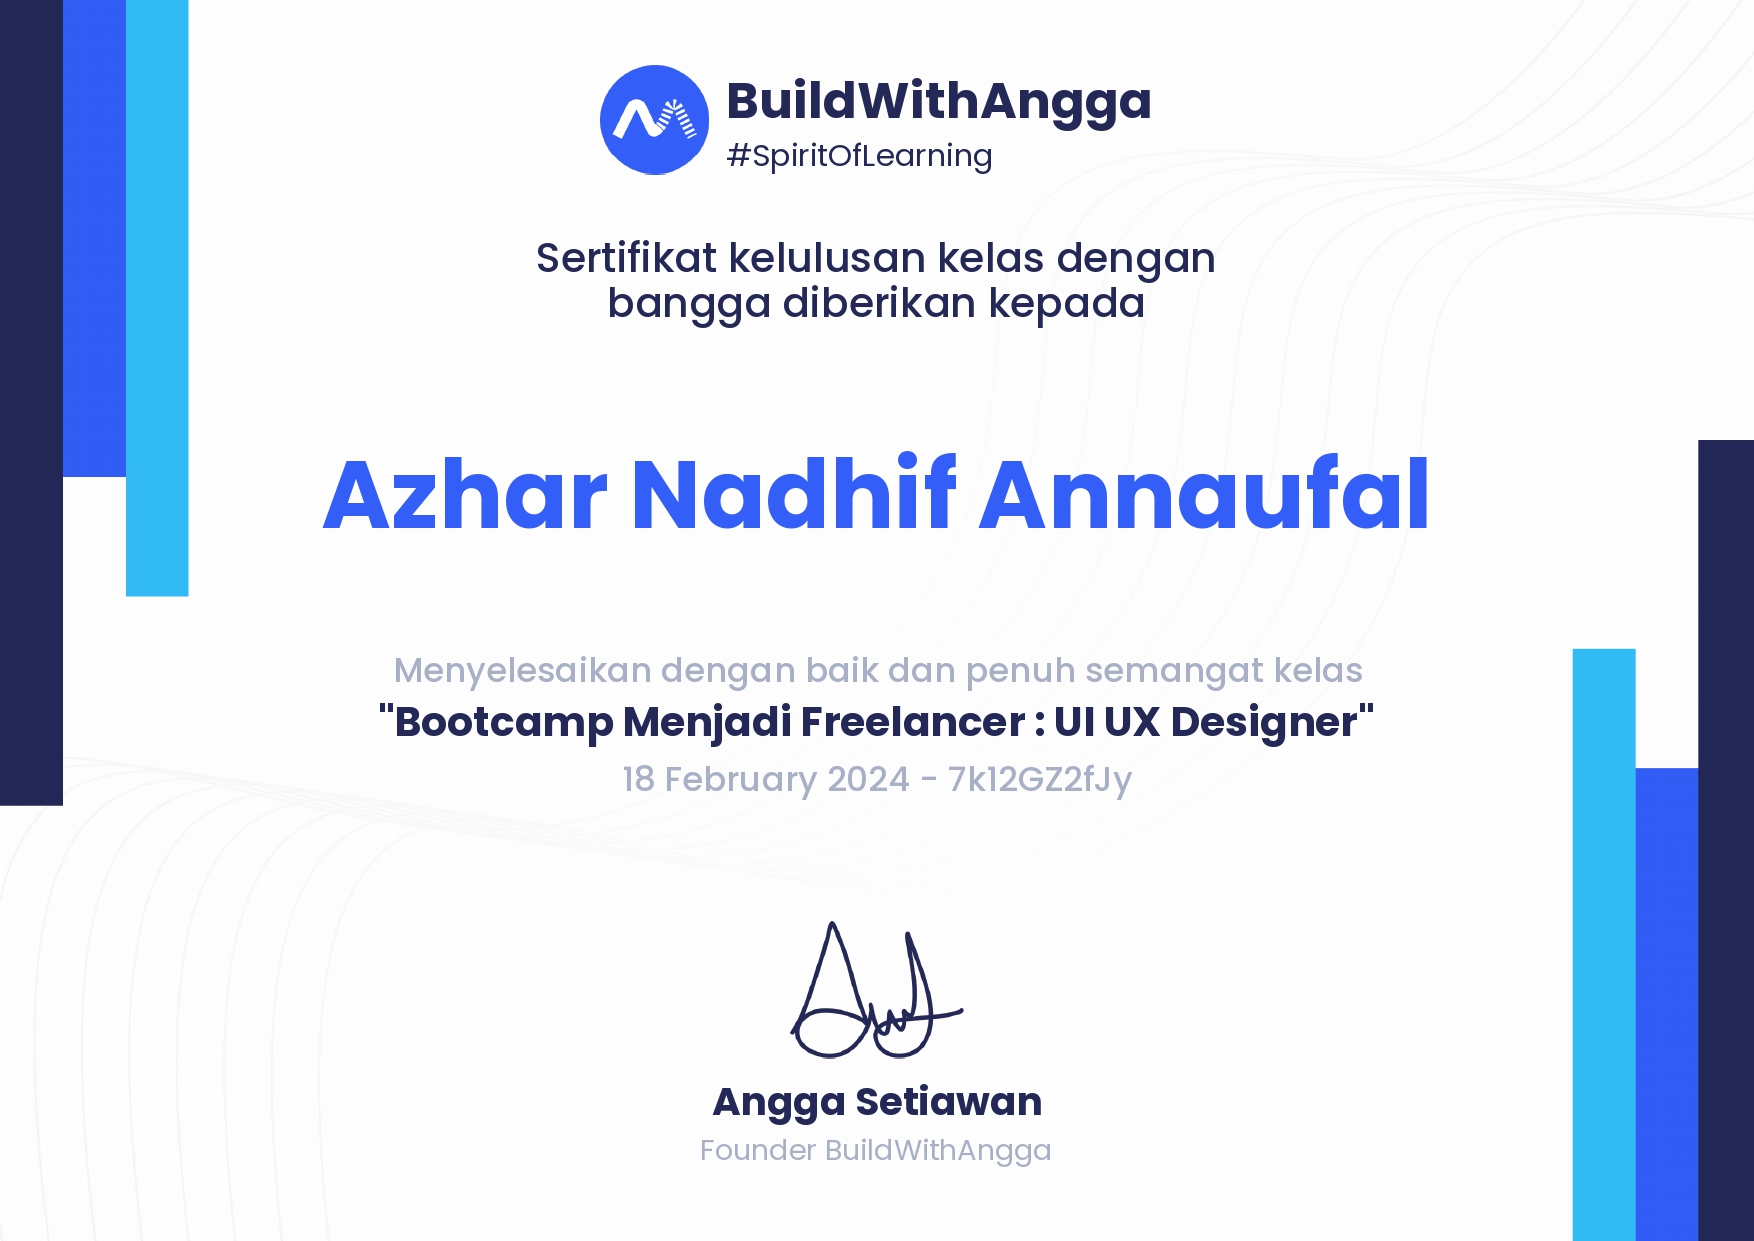 BuildWithAngga
#SpiritOfLearning
Sertifikat kelulusan kelas dengan
bangga diberikan kepada
Azhar Nadhif Annaufal
Menyelesaikan dengan baik dan penuh semangat kelas
"Bootcamp Menjadi Freelancer : UI UX Designer"
18 February 2024 - 7k12GZ2fJy
Angga Setiawan
Founder BuildWithAngga